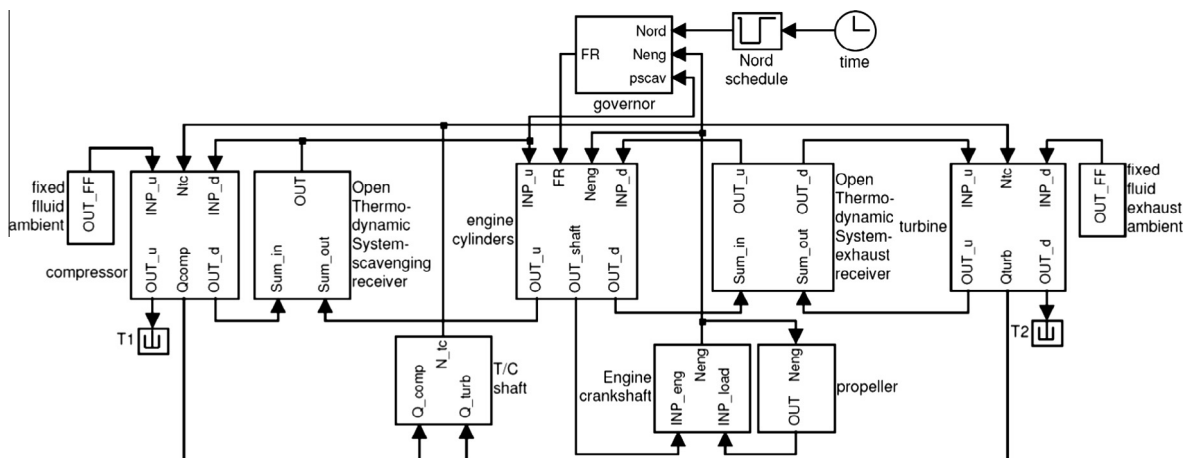 Nord
FR
Neng
pscav
governor
Nord
schedule
time
fixed
flluid
ambient
OUT_FF
INP_u
Ntc
INP_d
OUT_u
Qcomp
OUT_d
compressor
T1
OUT
Sum_in
Sum_out
Open
Thermo-
dynamic
System-
scavenging
receiver
engine
cylinders
INP_u
FR
Neng
INP_d
OUT_u
OUT_shaft
OUT_d
OUT_u
OUT_d
Sum_in
Sum_out
Open
Thermo-
dynamic
System-
exhaust
receiver
turbine
INP_u
Ntc
INP_d
OUT_u
Qturb
OUT_d
T2
OUT_FF
fixed
fluid
exhaust
ambient
N_tc
Q_comp
Q_turb
T/C
shaft
Engine
crankshaft
Neng
INP_eng
INP_load
Neng
OUT
propeller